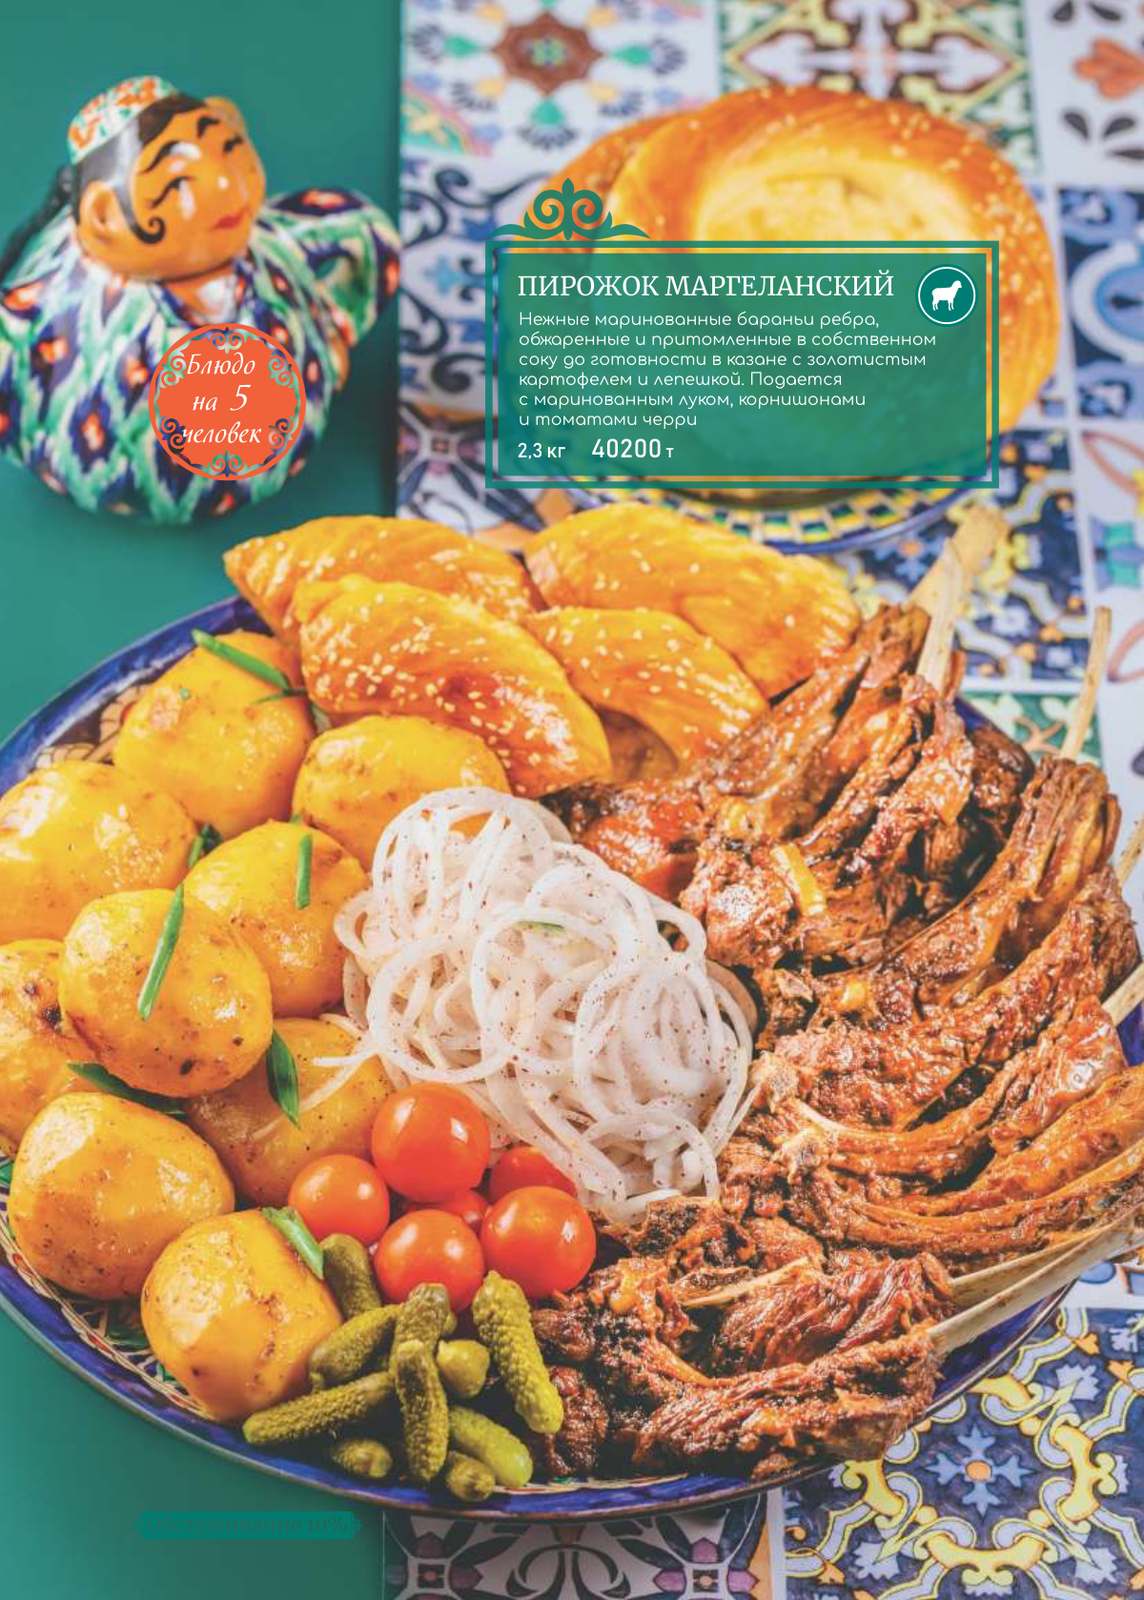 ПИРОЖОК МАРГЕЛАНСКИЙ
Нежные маринованные бараньи ребра,
обжаренные и притомленные в собственном
соку до готовности в казане с золотистым
картофелем и лепешкой. Подается
с маринованным луком, корнишонами
и томатами черри
2,3 кг 40200 т
Блюдо
на 5
человек